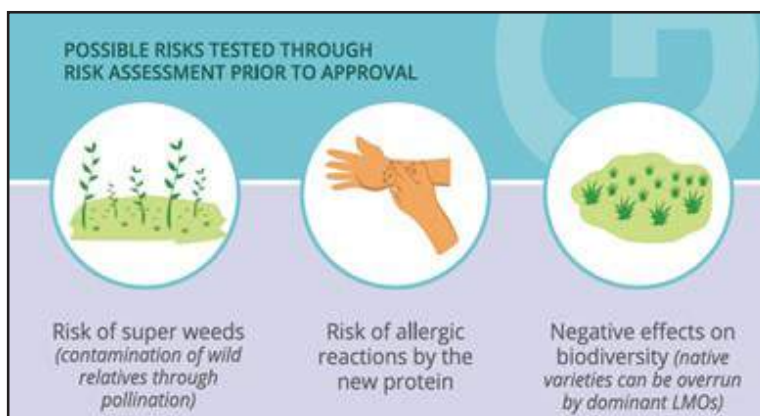 POSSIBLE RISKS TESTED THROUGH
RISK ASSESSMENT PRIOR TO APPROVAL
Risk of super weeds
(contamination of wild
relatives through
pollination)
Risk of allergic
reactions by the
new protein
Negative effects on
biodiversity (native
varieties can be overrun
by dominant LMOs)